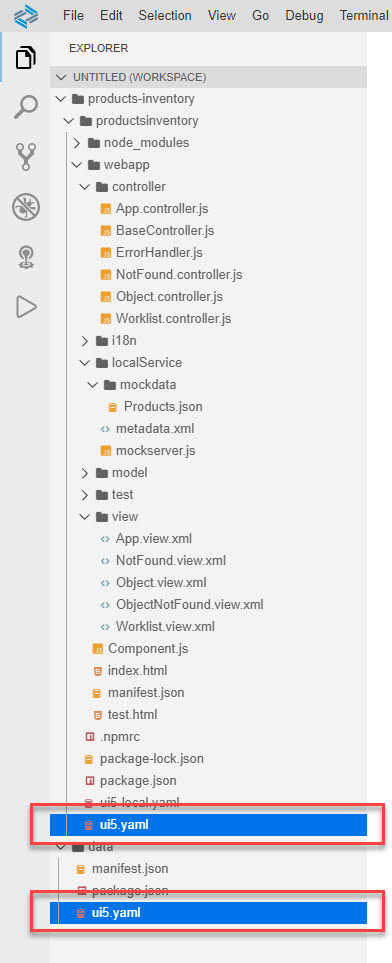 File Edit Selection View Go Debug Terminal
EXPLORER
UNTITLED (WORKSPACE)
products-inventory
productsinventory
node_modules
webapp
controller
App.controller.js
BaseController.js
ErrorHandler.js
NotFound.controller.js
Object.controller.js
Worklist.controller.js
i18n
localService
mockdata
Products.json
metadata.xml
mockserver.js
model
test
view
App.view.xml
NotFound.view.xml
Object.view.xml
ObjectNotFound.view.xml
Worklist.view.xml
Component.js
index.html
manifest.json
test.html
.npmrc
package-lock.json
package.json
ui5-local.yaml
ui5.yaml
data
manifest.json
package.json
ui5.yaml